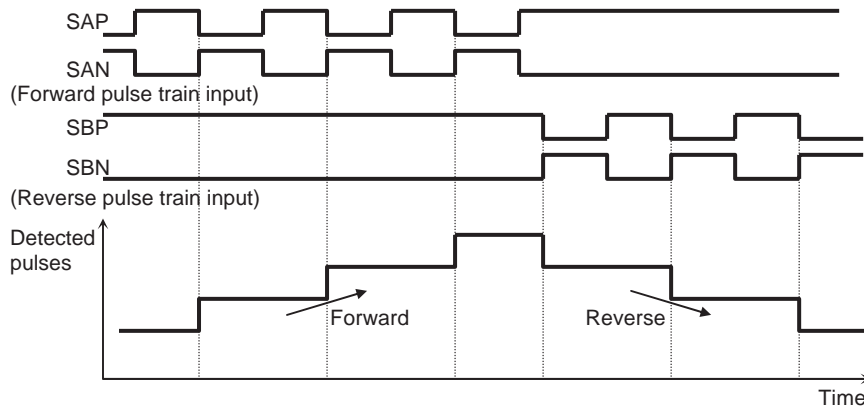 SAP
SAN
(Forward pulse train input)
SBP
SBN
(Reverse pulse train input)
Detected
pulses
Forward
Reverse
Time